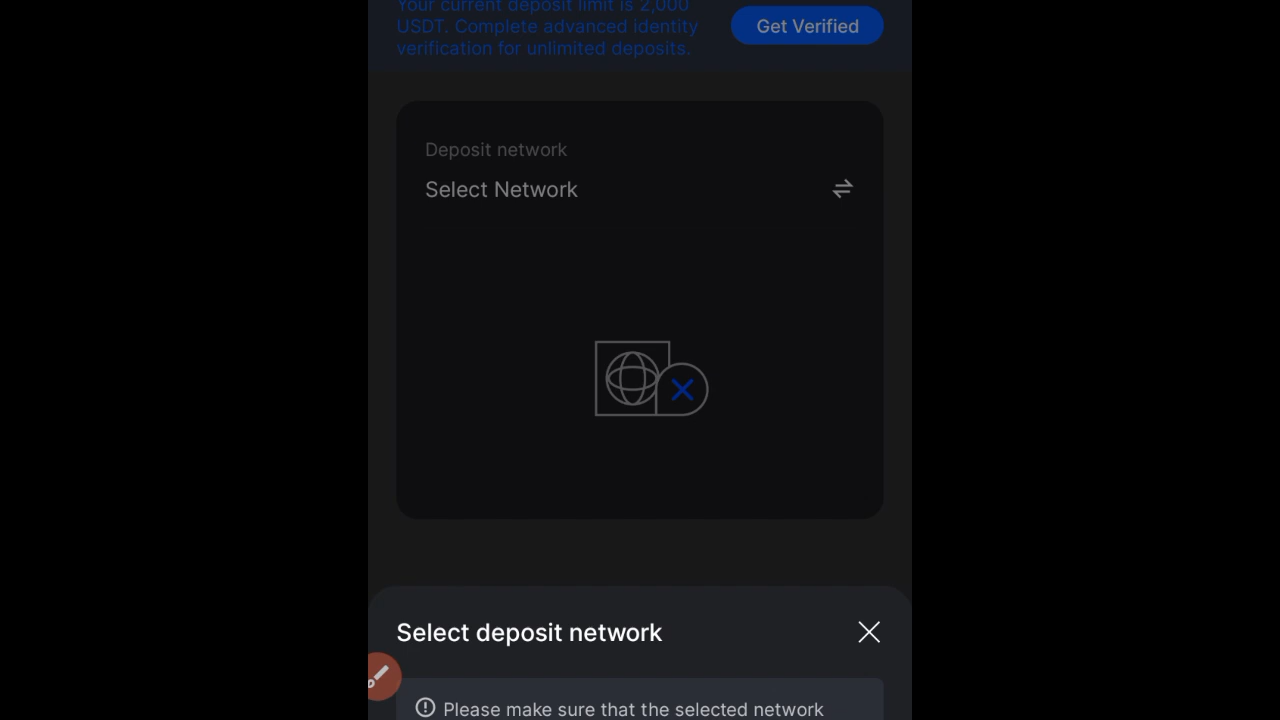 Your current deposit limit is 2,000
USDT. Complete advanced identity
verification for unlimited deposits.
Get Verified
Deposit network
Select Network
Select deposit network
Please make sure that the selected network